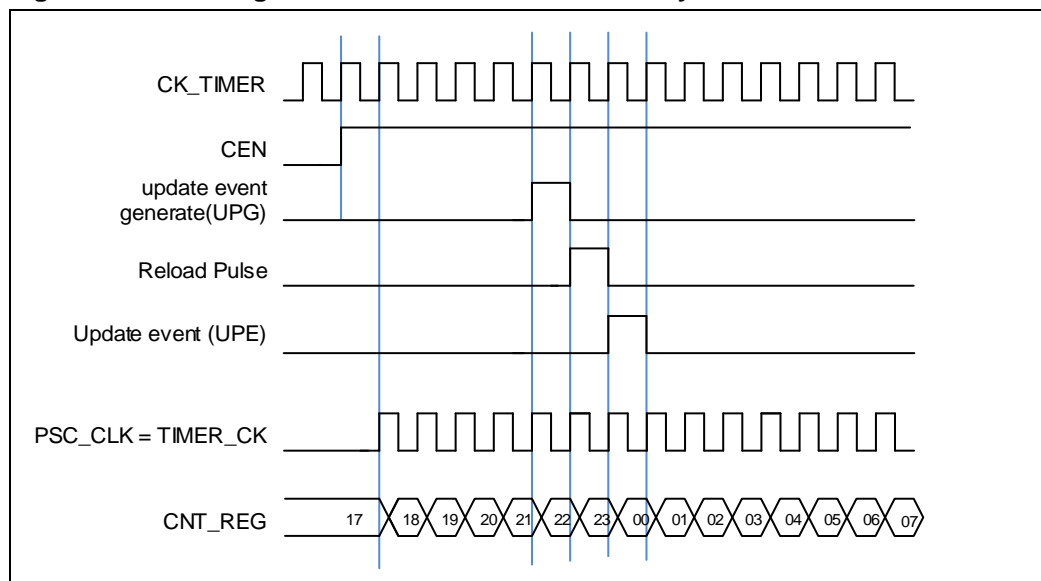 CK_TIMER
CEN
update event
generate(UPG)
Reload Pulse
Update event (UPE)
PSC_CLK = TIMER_CK
CNT_REG 17 18 19 20 21 22 23 00 01 02 03 04 05 06 07